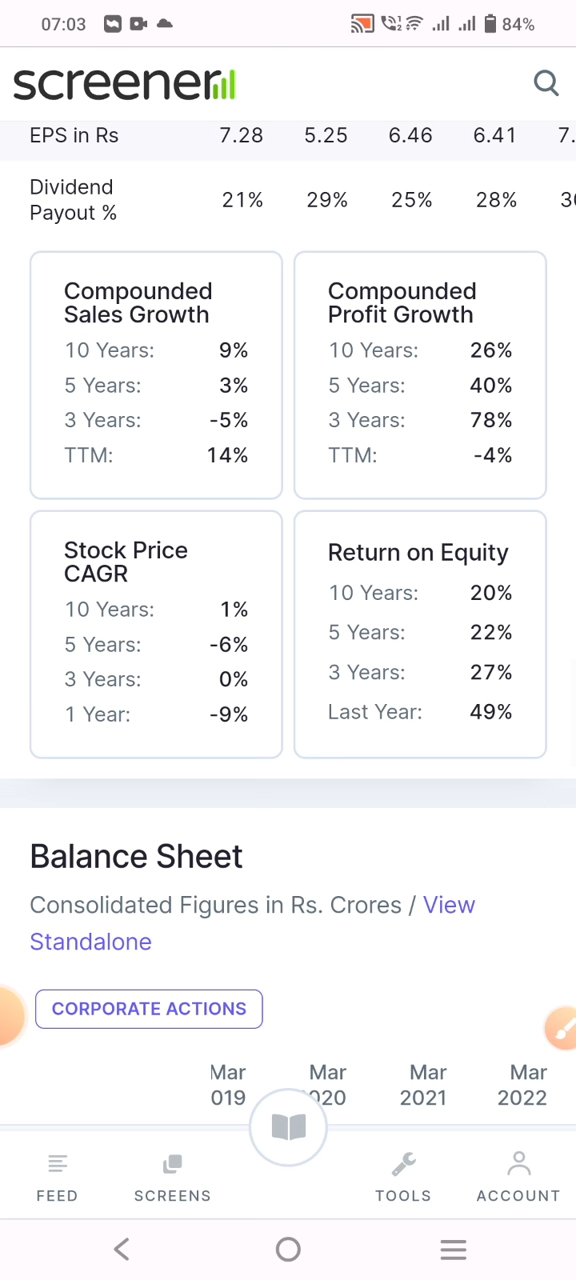 07:03 84%
screener
EPS in Rs 7.28 5.25 6.46 6.41 7.
Dividend
Payout % 21% 29% 25% 28%
Compounded
Sales Growth
10 Years: 9%
5 Years: 3%
3 Years: -5%
TTM: 14%
Compounded
Profit Growth
10 Years: 26%
5 Years: 40%
3 Years: 78%
TTM: -4%
Stock Price
CAGR
10 Years: 1%
5 Years: -6%
3 Years: 0%
1 Year: -9%
Return on Equity
10 Years: 20%
5 Years: 22%
3 Years: 27%
Last Year: 49%
Balance Sheet
Consolidated Figures in Rs. Crores / View
Standalone
CORPORATE ACTIONS
Mar Mar Mar Mar
019 020 2021 2022
FEED SCREENS TOOLS ACCOUNT